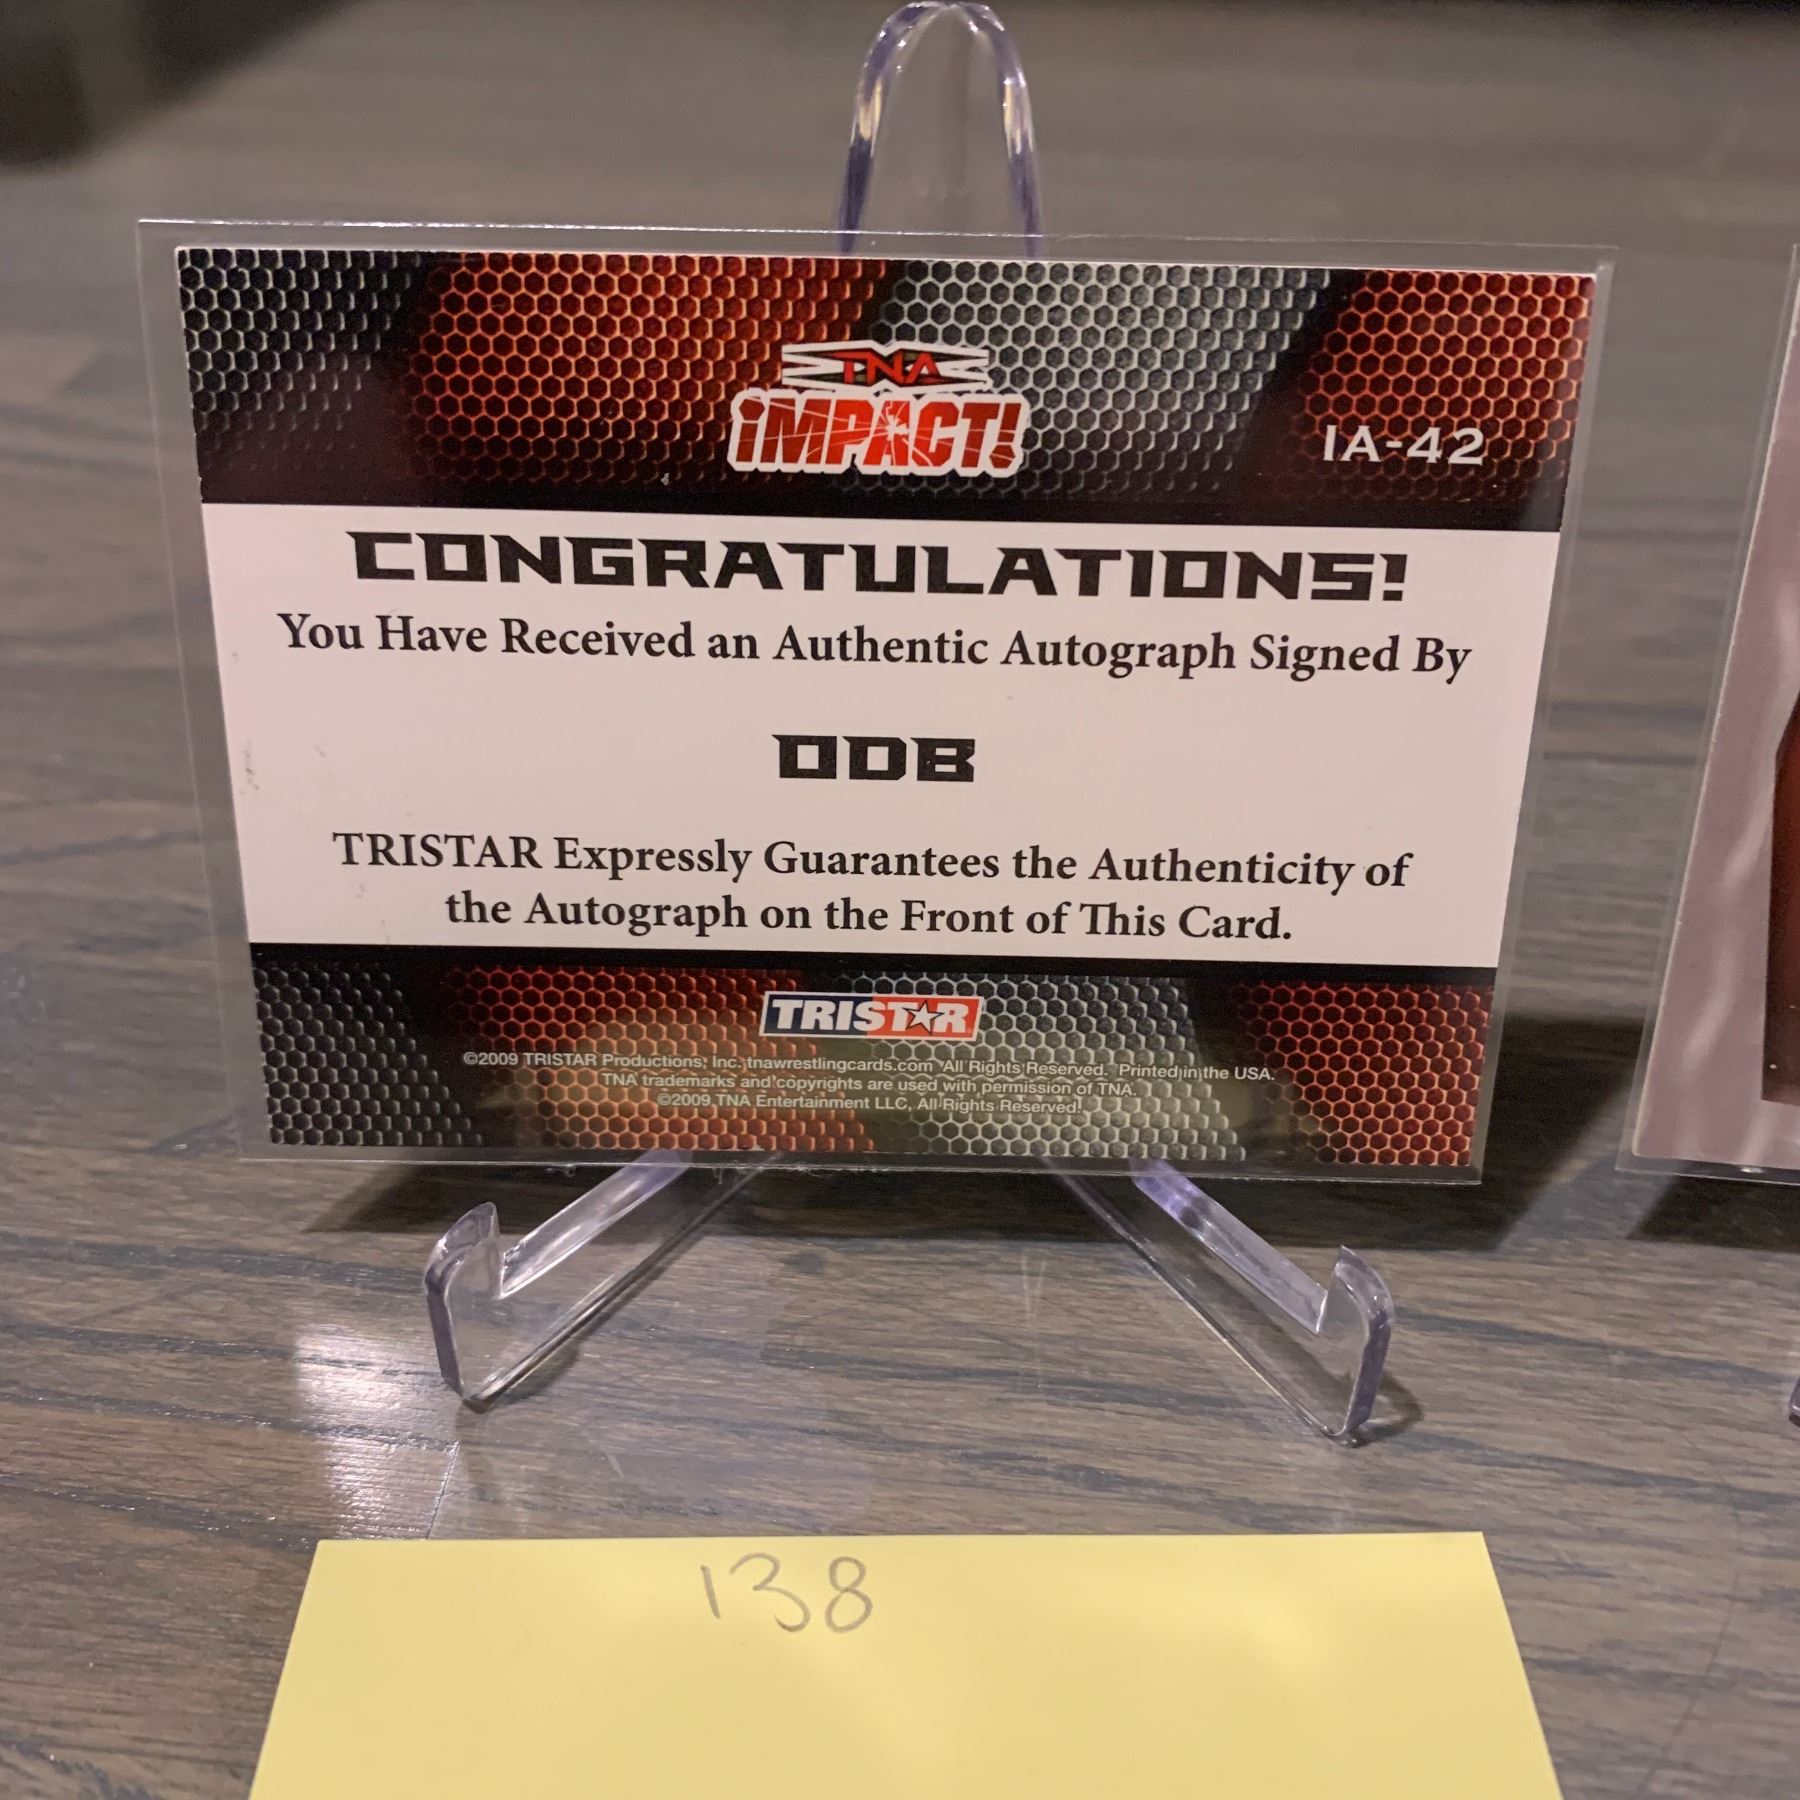 TNA
iMPACT!
IA-42
CONGRATULATIONS!
You Have Received an Authentic Autograph Signed By
ODB
TRISTAR Expressly Guarantees the Authenticity of
the Autograph on the Front of This Card.
TRISTAR
©2009 TRISTAR Productions, Inc. tnawrestlingcards.com All Rights Reserved. Printed in the USA.
TNA trademarks and copyrights are used with permission of TNA.
©2009 TNA Entertainment LLC, All Rights Reserved.
138